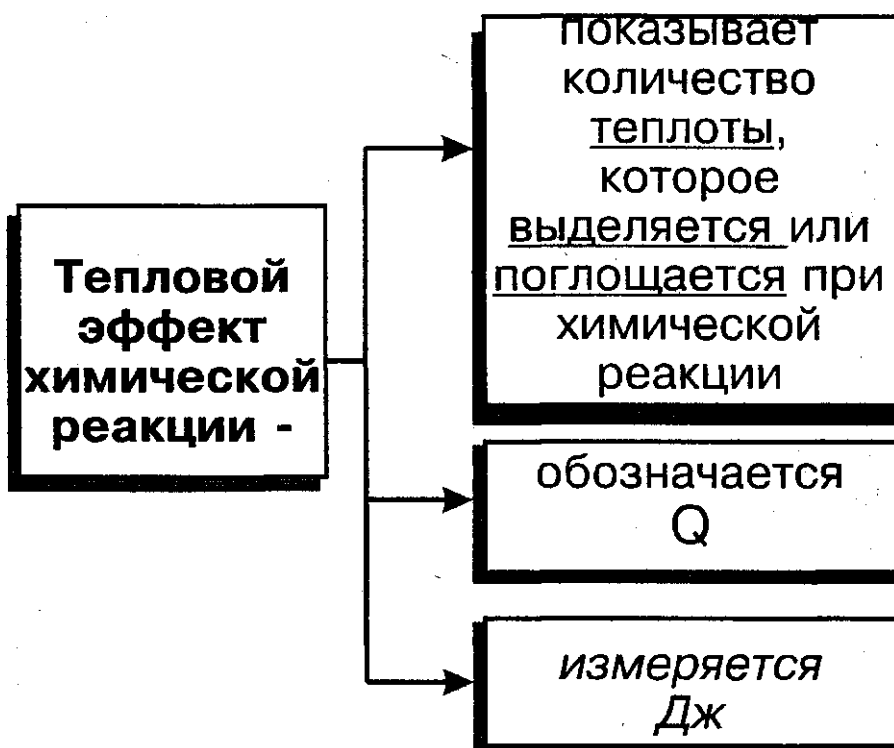 Тепловой
эффект
химической
реакции -
показывает
количество
теплоты,
которое
выделяется или
поглощается при
химической
реакции
обозначается
Q
измеряется
Дж